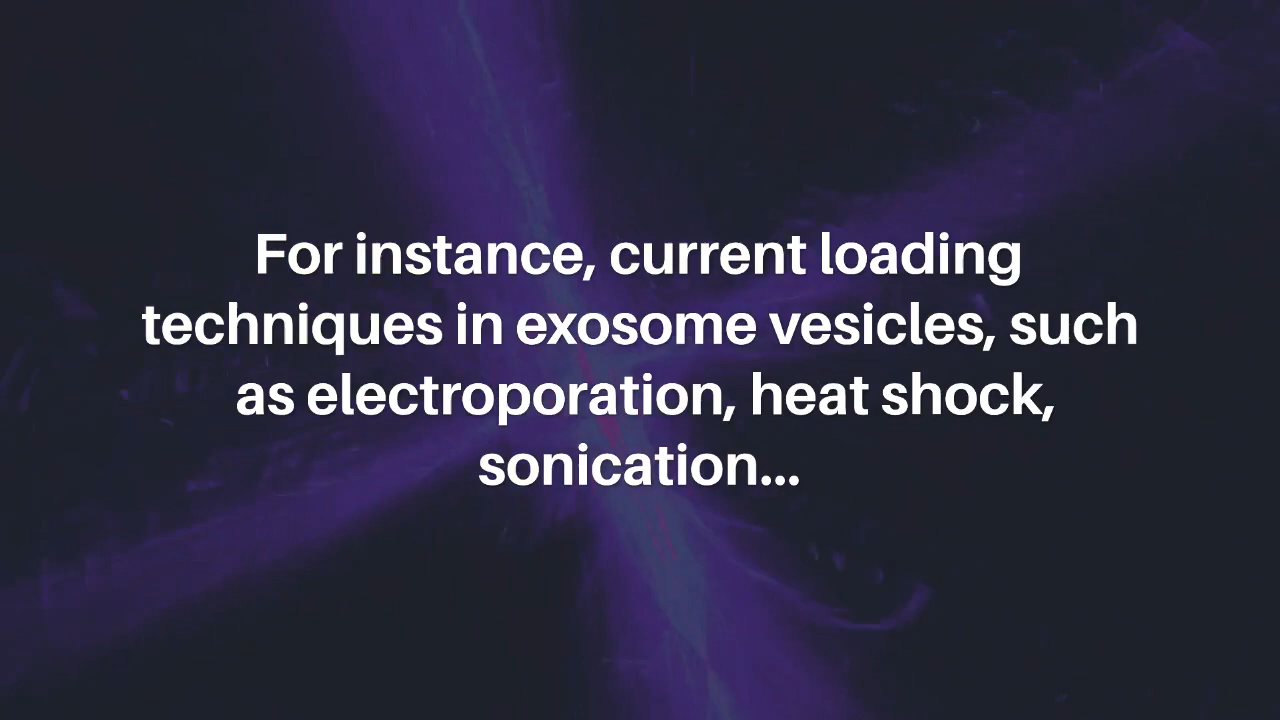 For instance, current loading
techniques in exosome vesicles, such
as electroporation, heat shock,
sonication...